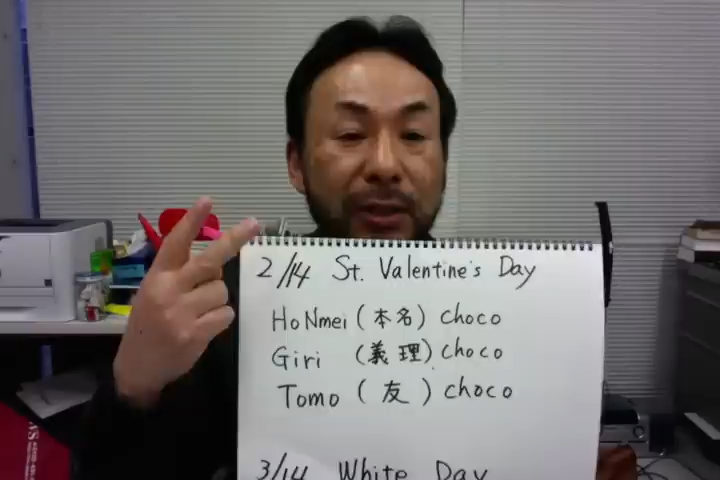 2/14 St. Valentine's Day
HoNmei (本名) choco
Giri (義理) choco
Tomo (友) choco
3/14 White Day